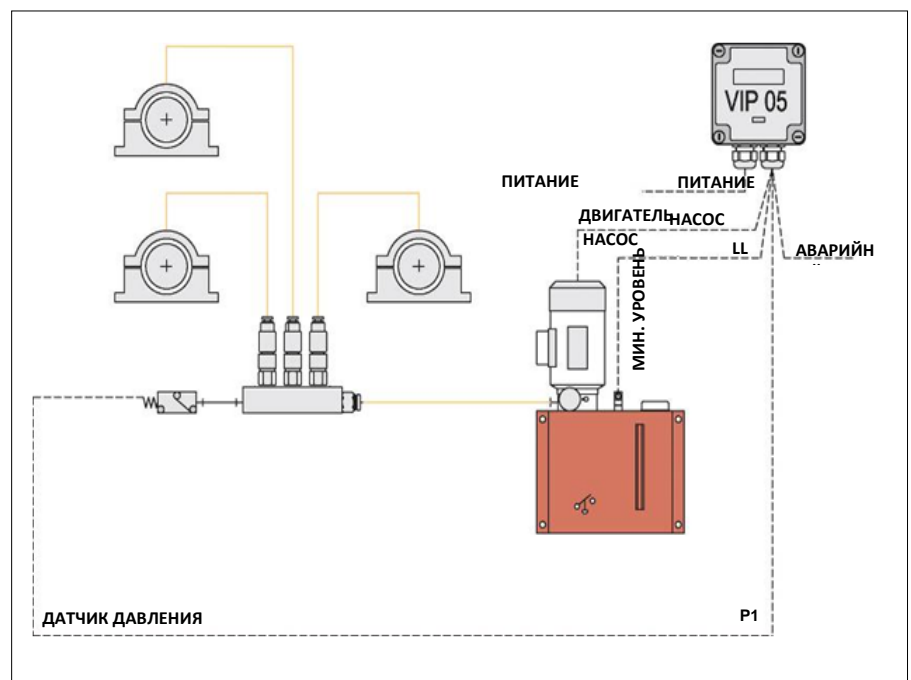 VIP 05
ПИТАНИЕ
ПИТАНИЕ
ДВИГАТЕЛЬ
НАСОС
НАСОС
LL
АВАРИЙН
МИН. УРОВЕНЬ
ДАТЧИК ДАВЛЕНИЯ
P1